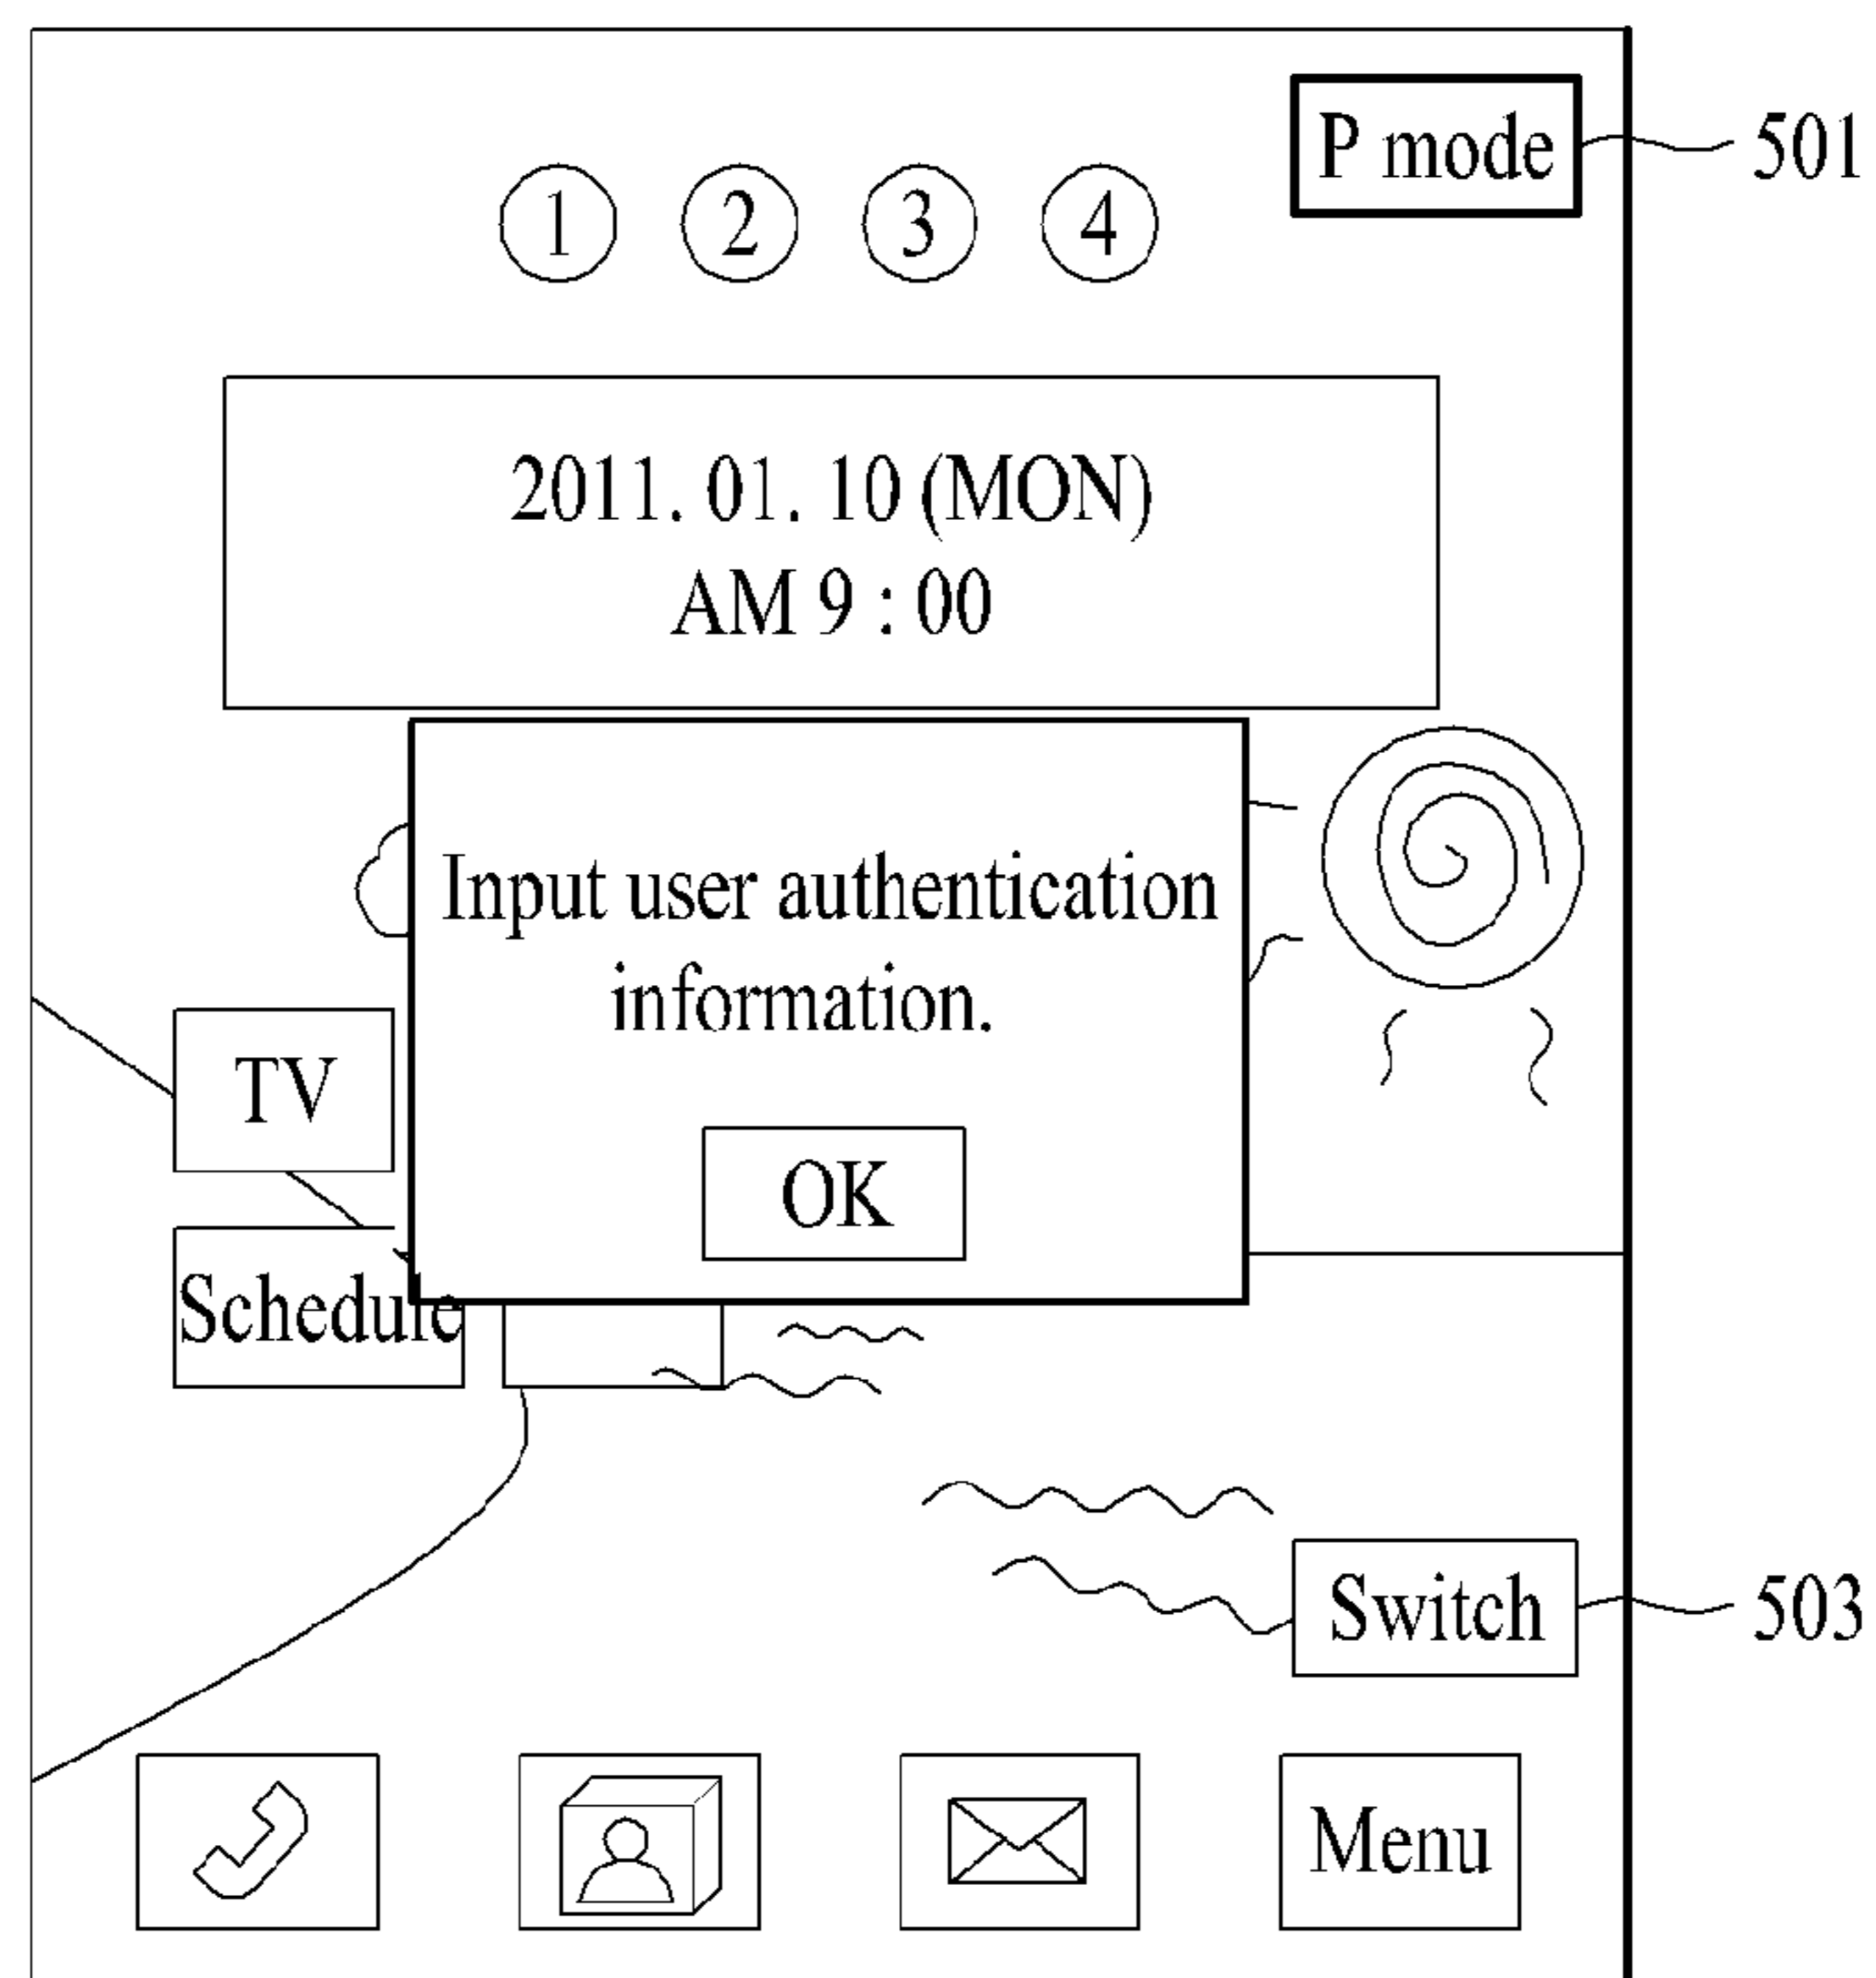 P mode
501
1 2 3 4
2011. 01. 10 (MON)
AM 9 : 00
Input user authentication
information.
TV
OK
Schedule
Switch
503
Menu